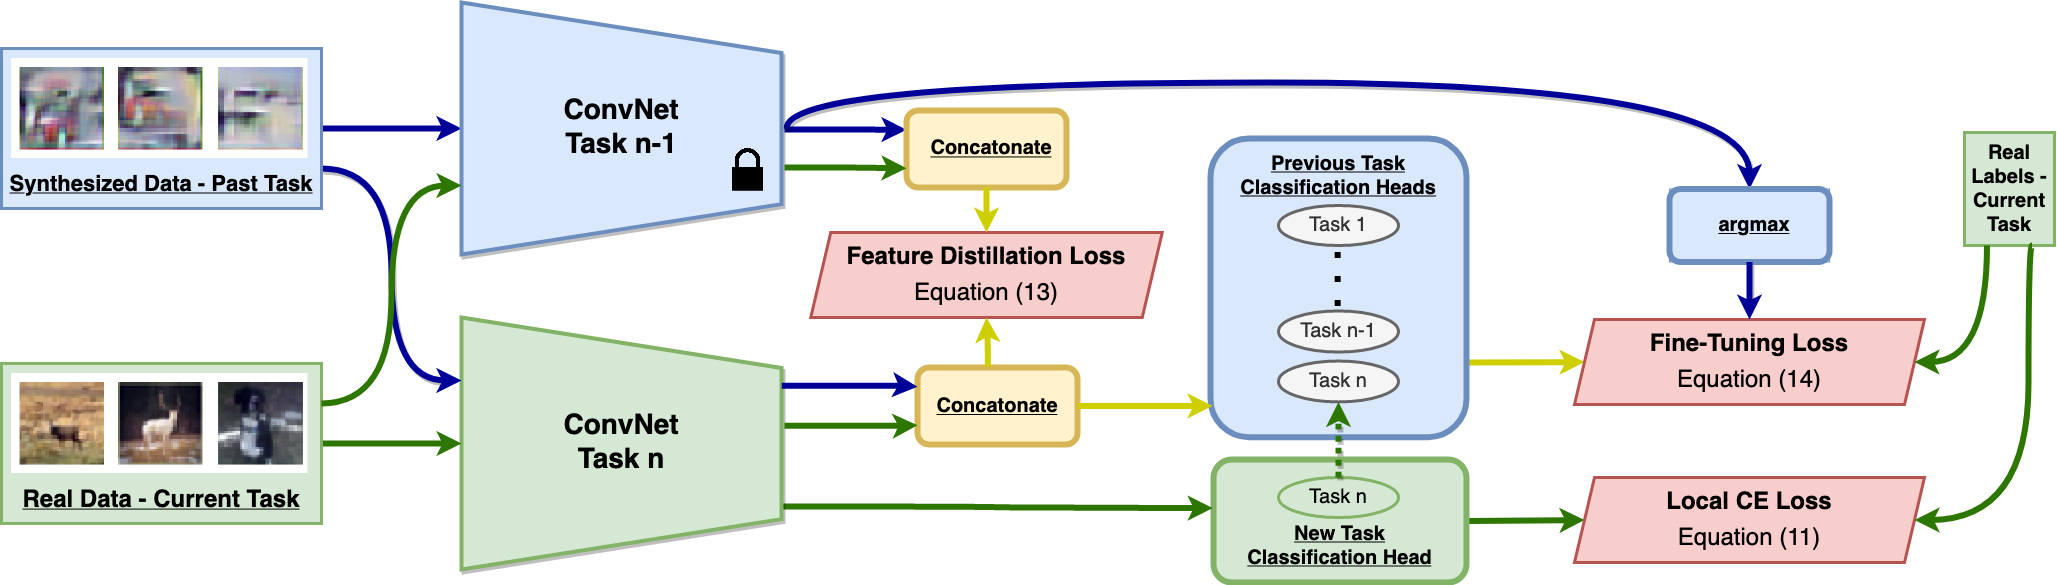 Synthesized Data - Past Task
Real Data - Current Task
ConvNet
Task n-1
ConvNet
Task n
Concatonate
Feature Distillation Loss
Equation (13)
Concatonate
Previous Task
Classification Heads
Task 1
Task n-1
Task n
Task n
New Task
Classification Head
argmax
Real
Labels -
Current
Task
Fine-Tuning Loss
Equation (14)
Local CE Loss
Equation (11)